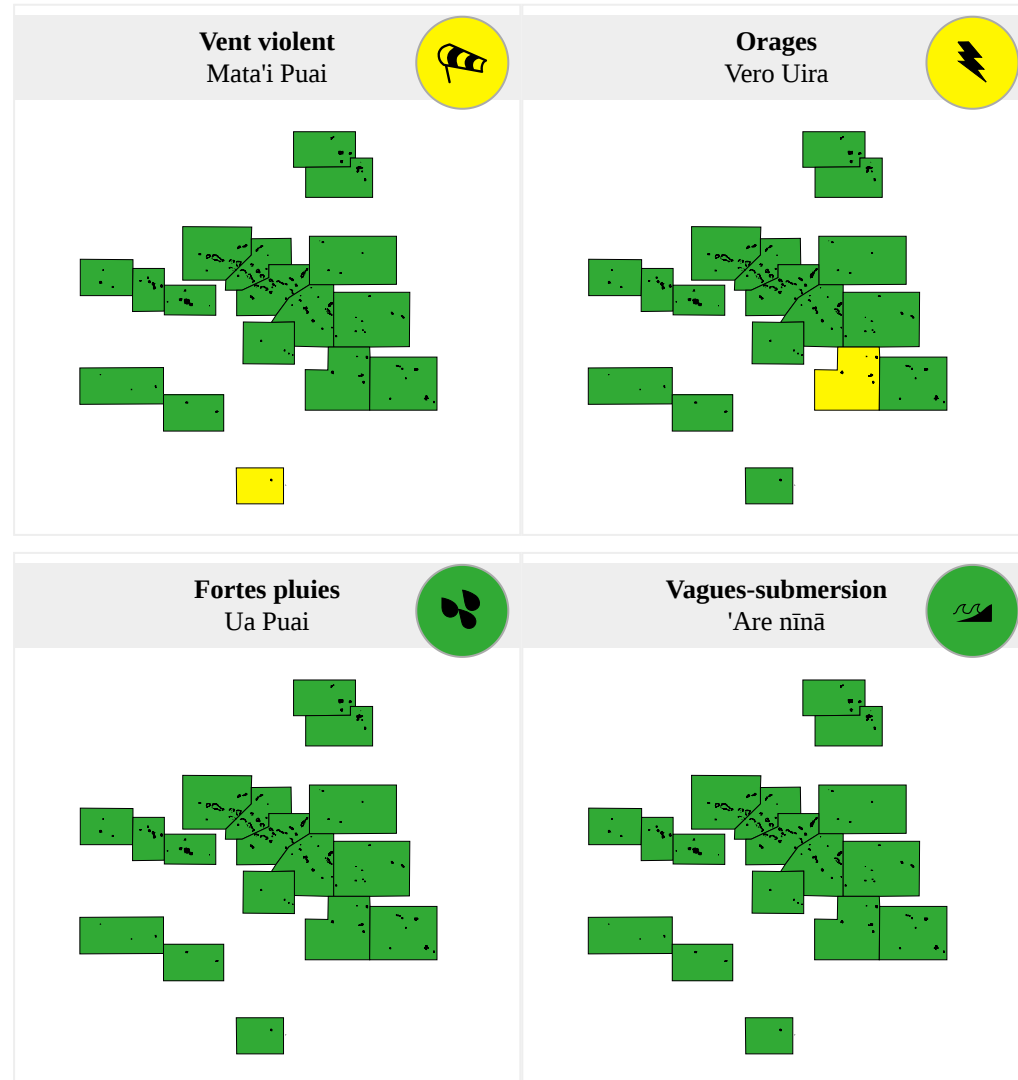 Vent violent
Mata'i Puai
Orages
Vero Uira
Fortes pluies
Ua Puai
Vagues-submersion
'Are nīnā